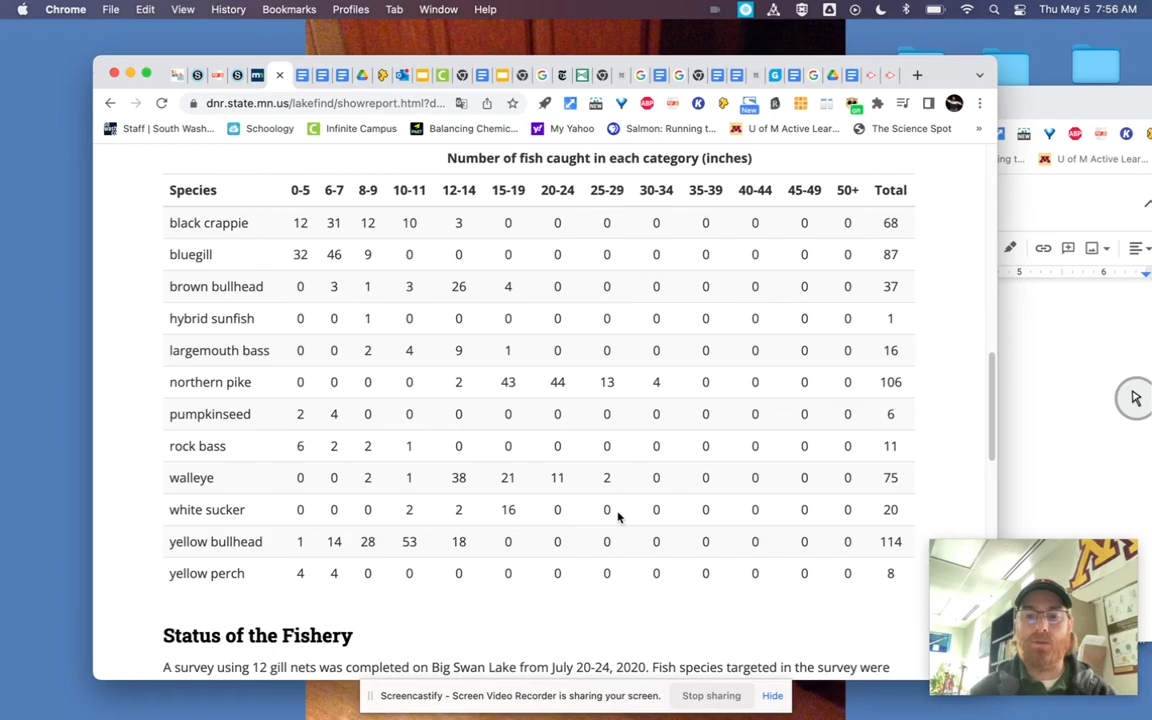 Chrome File Edit View History Bookmarks Profiles Tab Window Help Thu May 5 7:56 AM
dnr.state.mn.us/lakefind/showreport.html?d...
Staff | South Wash... Schoology Infinite Campus Balancing Chemic... My Yahoo Salmon: Running t... U of M Active Lear... The Science Spot »
ng t... U of M Active Lear
5 6
Number of fish caught in each category (inches)
Species 0-5 6-7 8-9 10-11 12-14 15-19 20-24 25-29 30-34 35-39 40-44 45-49 50+ Total
black crappie 12 31 12 10 3 0 0 0 0 0 0 0 0 68
bluegill 32 46 9 0 0 0 0 0 0 0 0 0 0 87
brown bullhead 0 3 1 3 26 4 0 0 0 0 0 0 0 37
hybrid sunfish 0 0 1 0 0 0 0 0 0 0 0 0 0 1
largemouth bass 0 0 2 4 9 1 0 0 0 0 0 0 0 16
northern pike 0 0 0 0 2 43 44 13 4 0 0 0 0 106
pumpkinseed 2 4 0 0 0 0 0 0 0 0 0 0 0 6
rock bass 6 2 2 1 0 0 0 0 0 0 0 0 0 11
walleye 0 0 2 1 38 21 11 2 0 0 0 0 0 75
white sucker 0 0 0 2 2 16 0 0 0 0 0 0 0 20
yellow bullhead 1 14 28 53 18 0 0 0 0 0 0 0 0 114
yellow perch 4 4 0 0 0 0 0 0 0 0 0 0 0 8
Status of the Fishery
A survey using 12 gill nets was completed on Big Swan Lake from July 20-24, 2020. Fish species targeted in the survey were
Screencastify - Screen Video Recorder is sharing your screen. Stop sharing Hide